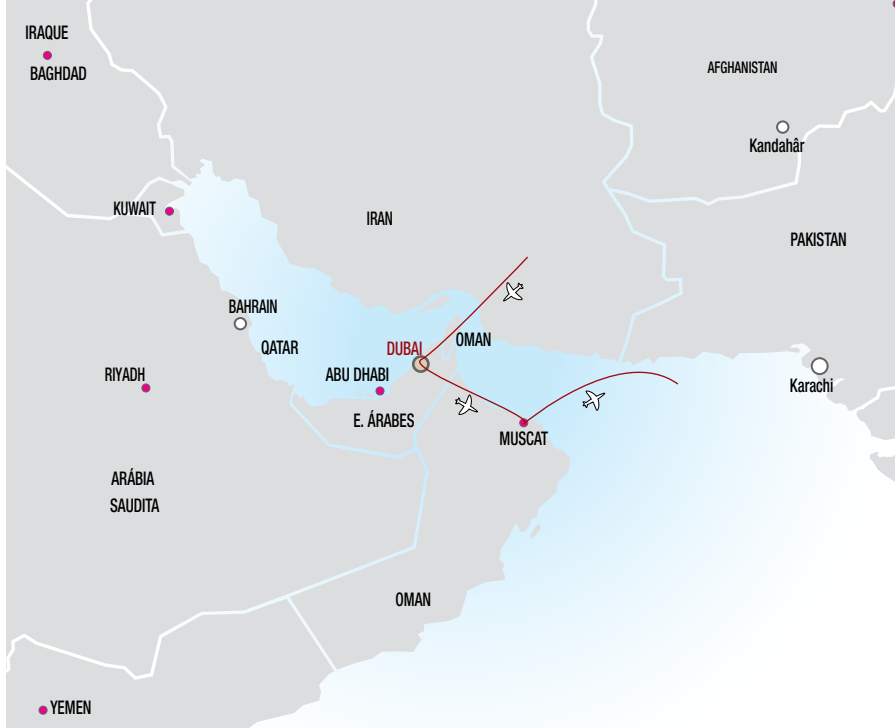 IRAQUE
BAGHDAD
AFGHANISTAN
Kandahâr
KUWAIT
IRAN
PAKISTAN
BAHRAIN
QATAR
DUBAI
OMAN
RIYADH
ABU DHABI
Karachi
E. ÁRABES
MUSCAT
ARÁBIA
SAUDITA
OMAN
YEMEN